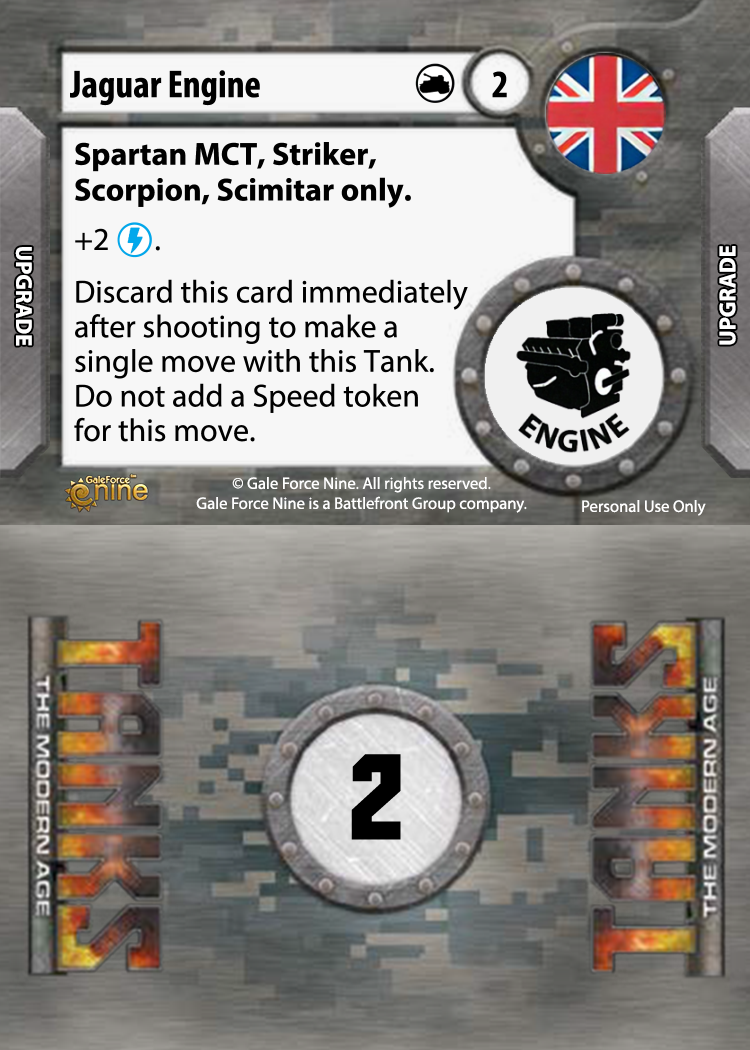 Jaguar Engine
2
Spartan MCT, Striker,
Scorpion, Scimitar only.
+2 .
Discard this card immediately
after shooting to make a
single move with this Tank.
Do not add a Speed token
for this move.
UPGRADE
UPGRADE
ENGINE
GaleForce™
nine
© Gale Force Nine. All rights reserved.
Gale Force Nine is a Battlefront Group company.
Personal Use Only
TANKS
THE MODERN AGE
2
TANKS
THE MODERN AGE